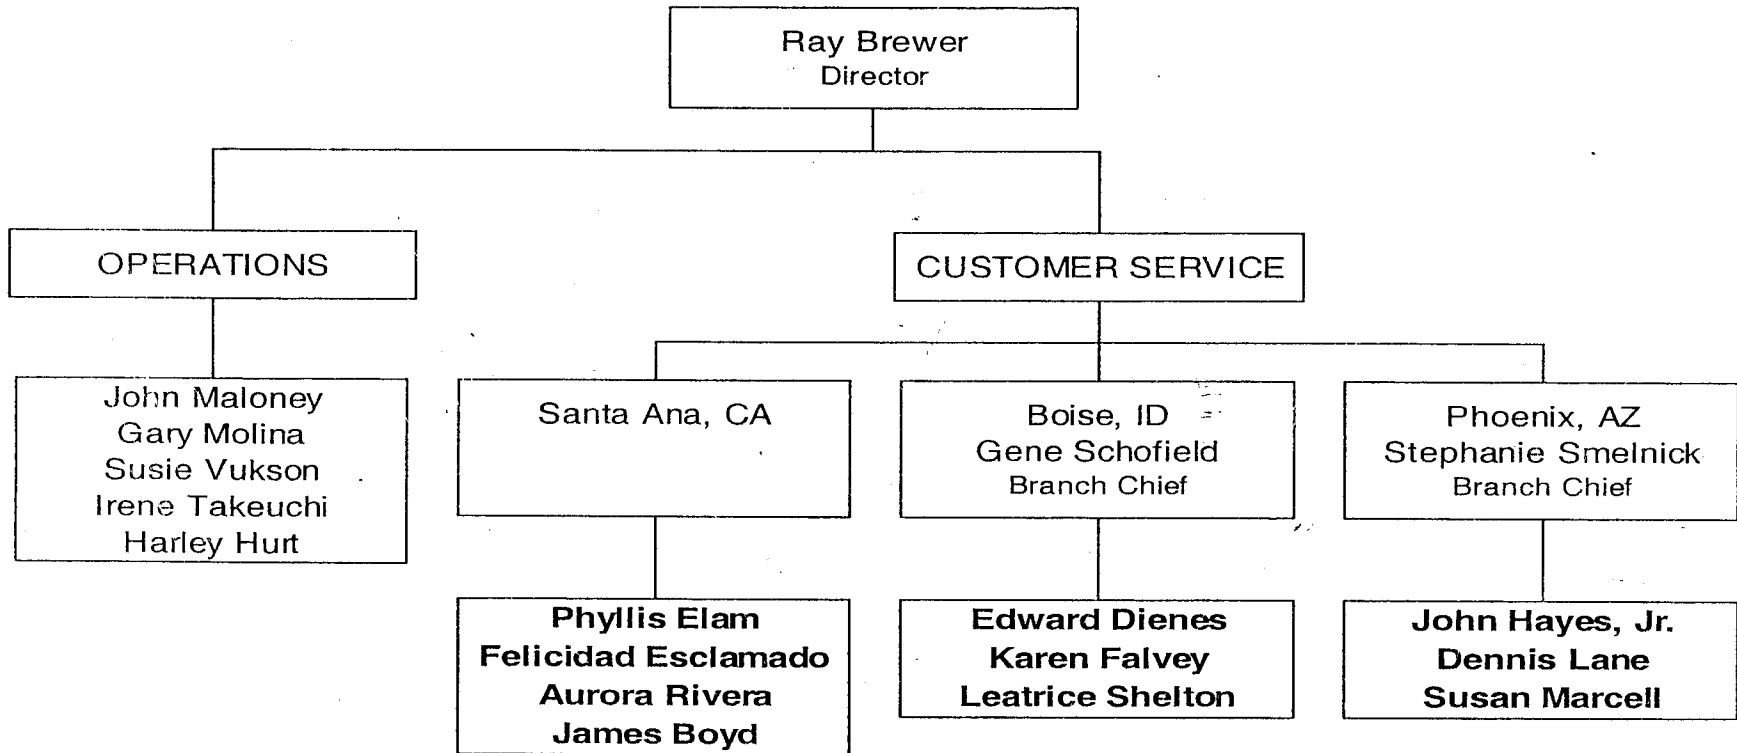 Ray Brewer
Director
OPERATIONS
CUSTOMER SERVICE
John Maloney
Gary Molina
Susie Vukson
Irene Takeuchi
Harley Hurt
Santa Ana, CA
Boise, ID
Gene Schofield
Branch Chief
Phoenix, AZ
Stephanie Smelnick
Branch Chief
Phyllis Elam
Felicidad Esclamado
Aurora Rivera
James Boyd
Edward Dienes
Karen Falvey
Leatrice Shelton
John Hayes, Jr.
Dennis Lane
Susan Marcell